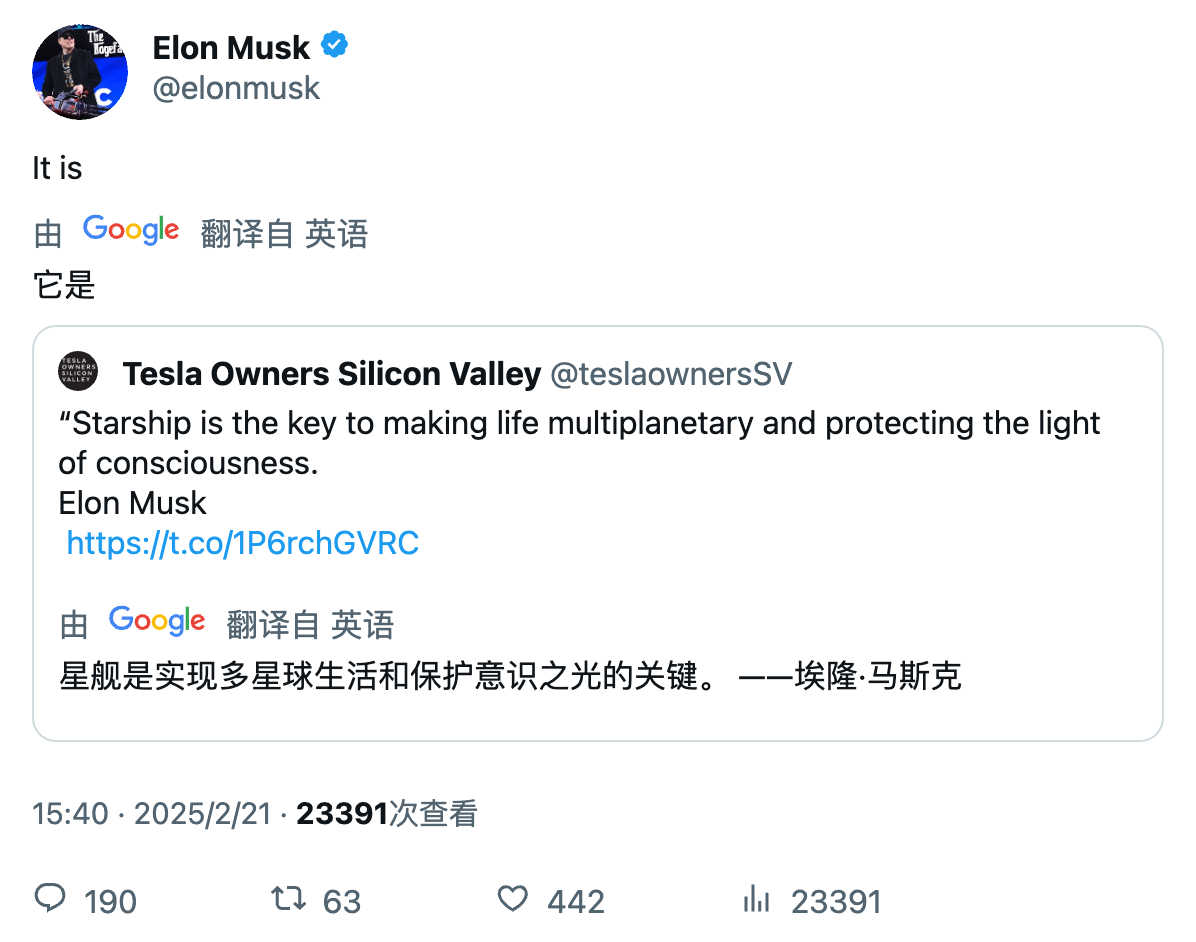 Elon Musk
@elonmusk
It is
由 Google 翻译自 英语
它是
TESLA
OWNERS
SILICON
VALLEY
Tesla Owners Silicon Valley @teslaownersSV
“Starship is the key to making life multiplanetary and protecting the light
of consciousness.
Elon Musk
https://t.co/1P6rchGVRC
由 Google 翻译自 英语
星舰是实现多星球生活和保护意识之光的关键。 ——埃隆·马斯克
15:40 · 2025/2/21 · 23391次查看
190 63 442 23391